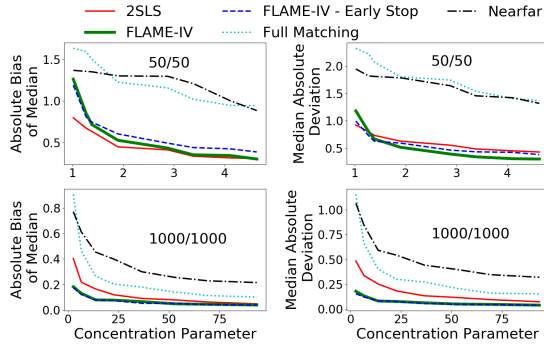 2SLS
FLAME-IV - Early Stop
Nearfar
FLAME-IV
Full Matching
Absolute Bias
of Median
1.5
1.0
0.5
50/50
1 2 3 4
Median Absolute
Deviation
2.0
1.5
1.0
0.5
50/50
1 2 3 4
Absolute Bias
of Median
0.8
0.6
0.4
0.2
0.0
1000/1000
0 25 50 75
Concentration Parameter
Median Absolute
Deviation
1.00
0.75
0.50
0.25
0.00
1000/1000
0 25 50 75
Concentration Parameter